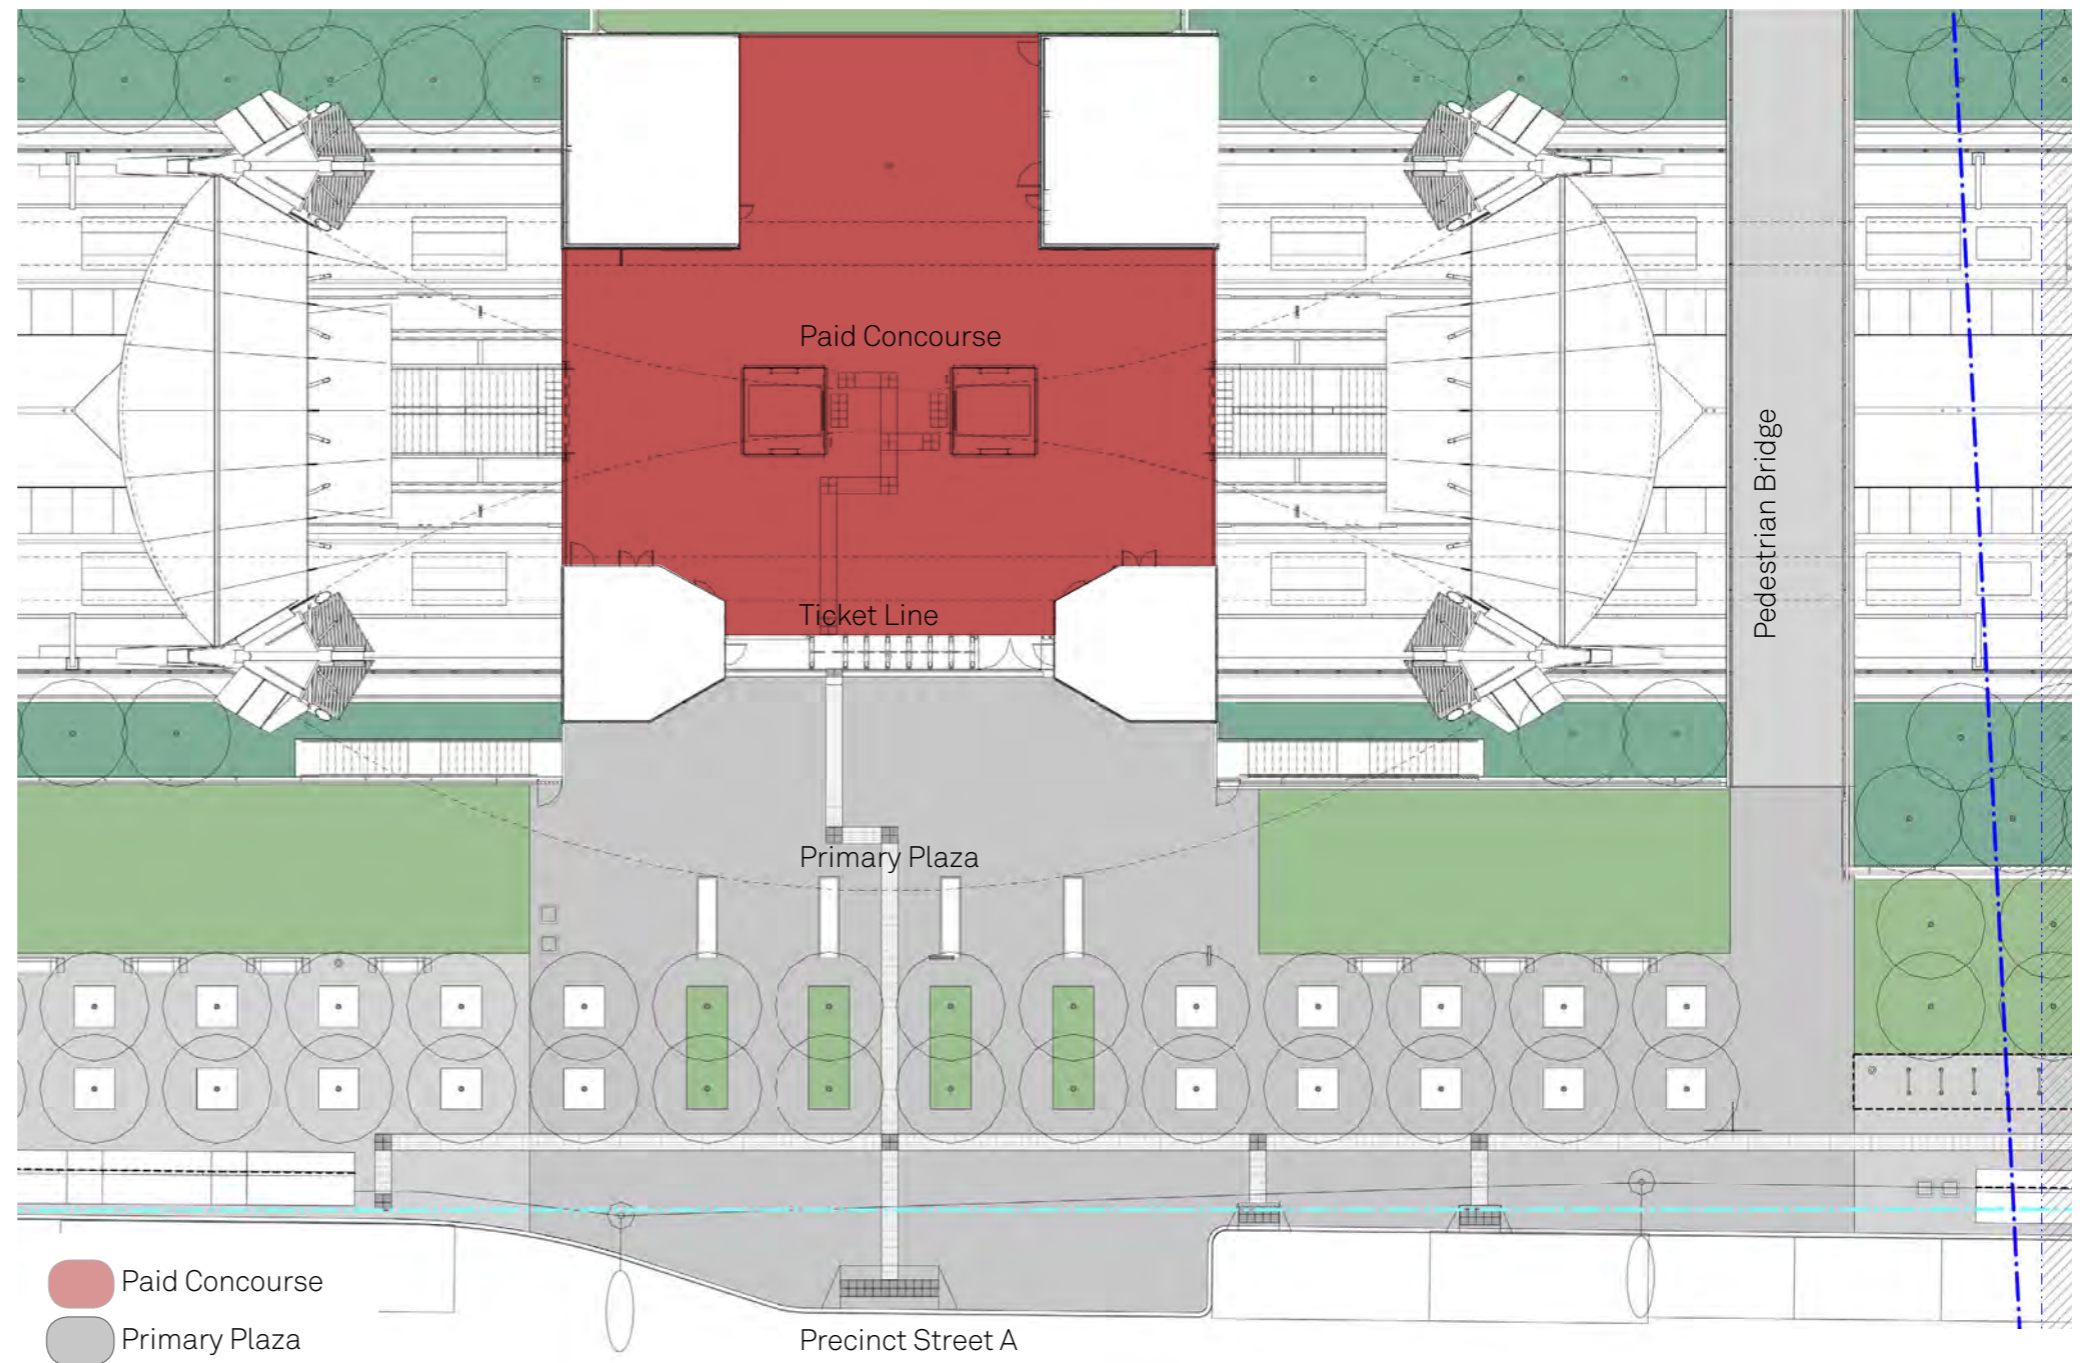 Paid Concourse
Pedestrian Bridge
Ticket Line
Primary Plaza
Paid Concourse
Primary Plaza
Precinct Street A